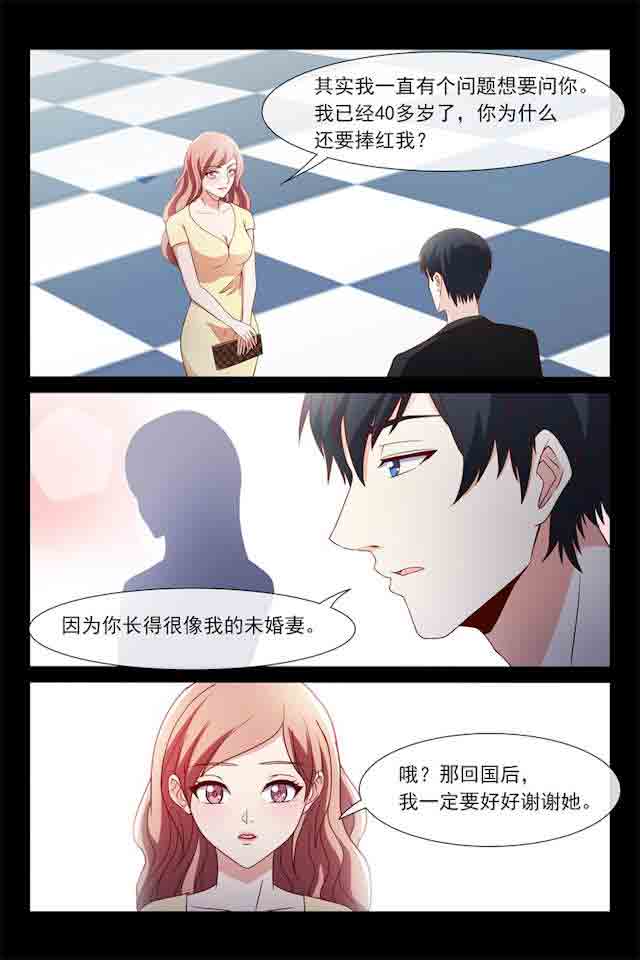 其实我一直有个问题想要问你。
我已经40多岁了，你为什么
还要捧红我？
因为你长得很像我的未婚妻。
哦？那回国后，
我一定要好好谢谢她。